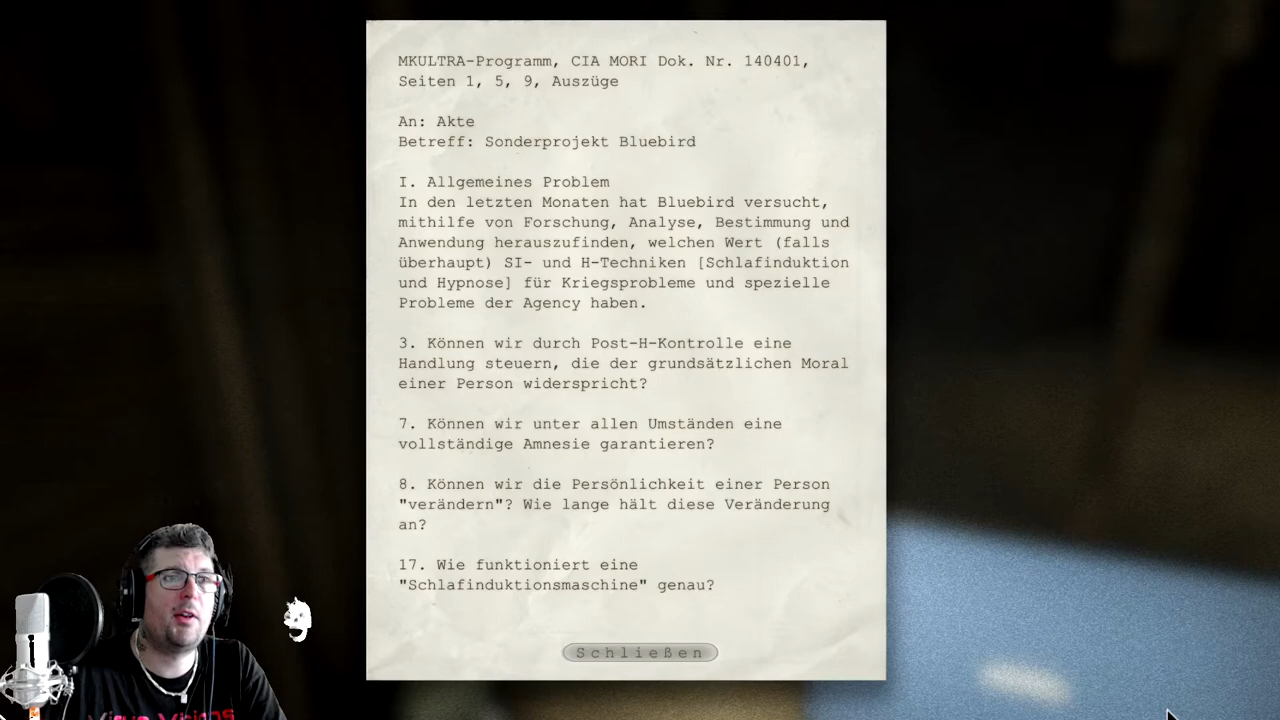 MKULTRA-Programm, CIA MORI Dok. Nr. 140401,
Seiten 1, 5, 9, Auszüge
An: Akte
Betreff: Sonderprojekt Bluebird
I. Allgemeines Problem
In den letzten Monaten hat Bluebird versucht,
mithilfe von Forschung, Analyse, Bestimmung und
Anwendung herauszufinden, welchen Wert (falls
überhaupt) SI- und H-Techniken [Schlafinduktion
und Hypnose] für Kriegsprobleme und spezielle
Probleme der Agency haben.
3. Können wir durch Post-H-Kontrolle eine
Handlung steuern, die der grundsätzlichen Moral
einer Person widerspricht?
7. Können wir unter allen Umständen eine
vollständige Amnesie garantieren?
8. Können wir die Persönlichkeit einer Person
"verändern"? Wie lange hält diese Veränderung
an?
17. Wie funktioniert eine
"Schlafinduktionsmaschine" genau?
Schließen